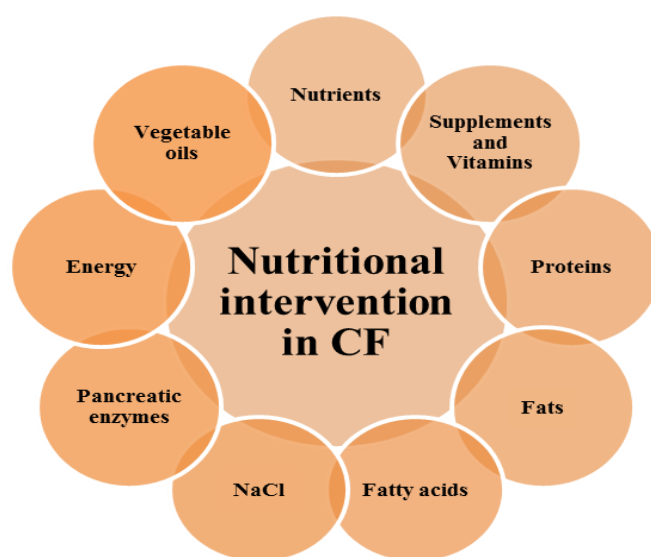 Nutrients
Supplements
and
Vitamins
Proteins
Fats
Fatty acids
NaCl
Pancreatic
enzymes
Energy
Vegetable
oils
Nutritional
intervention
in CF